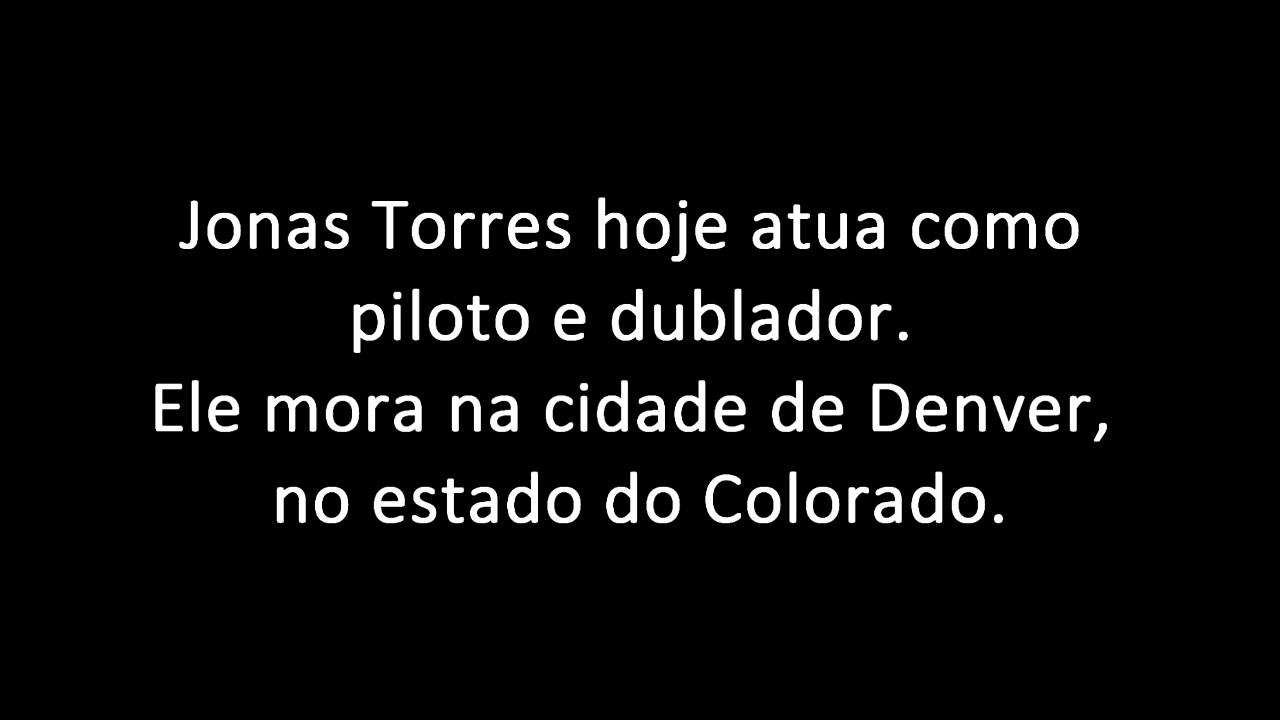 Jonas Torres hoje atua como
piloto e dublador.
Ele mora na cidade de Denver,
no estado do Colorado.